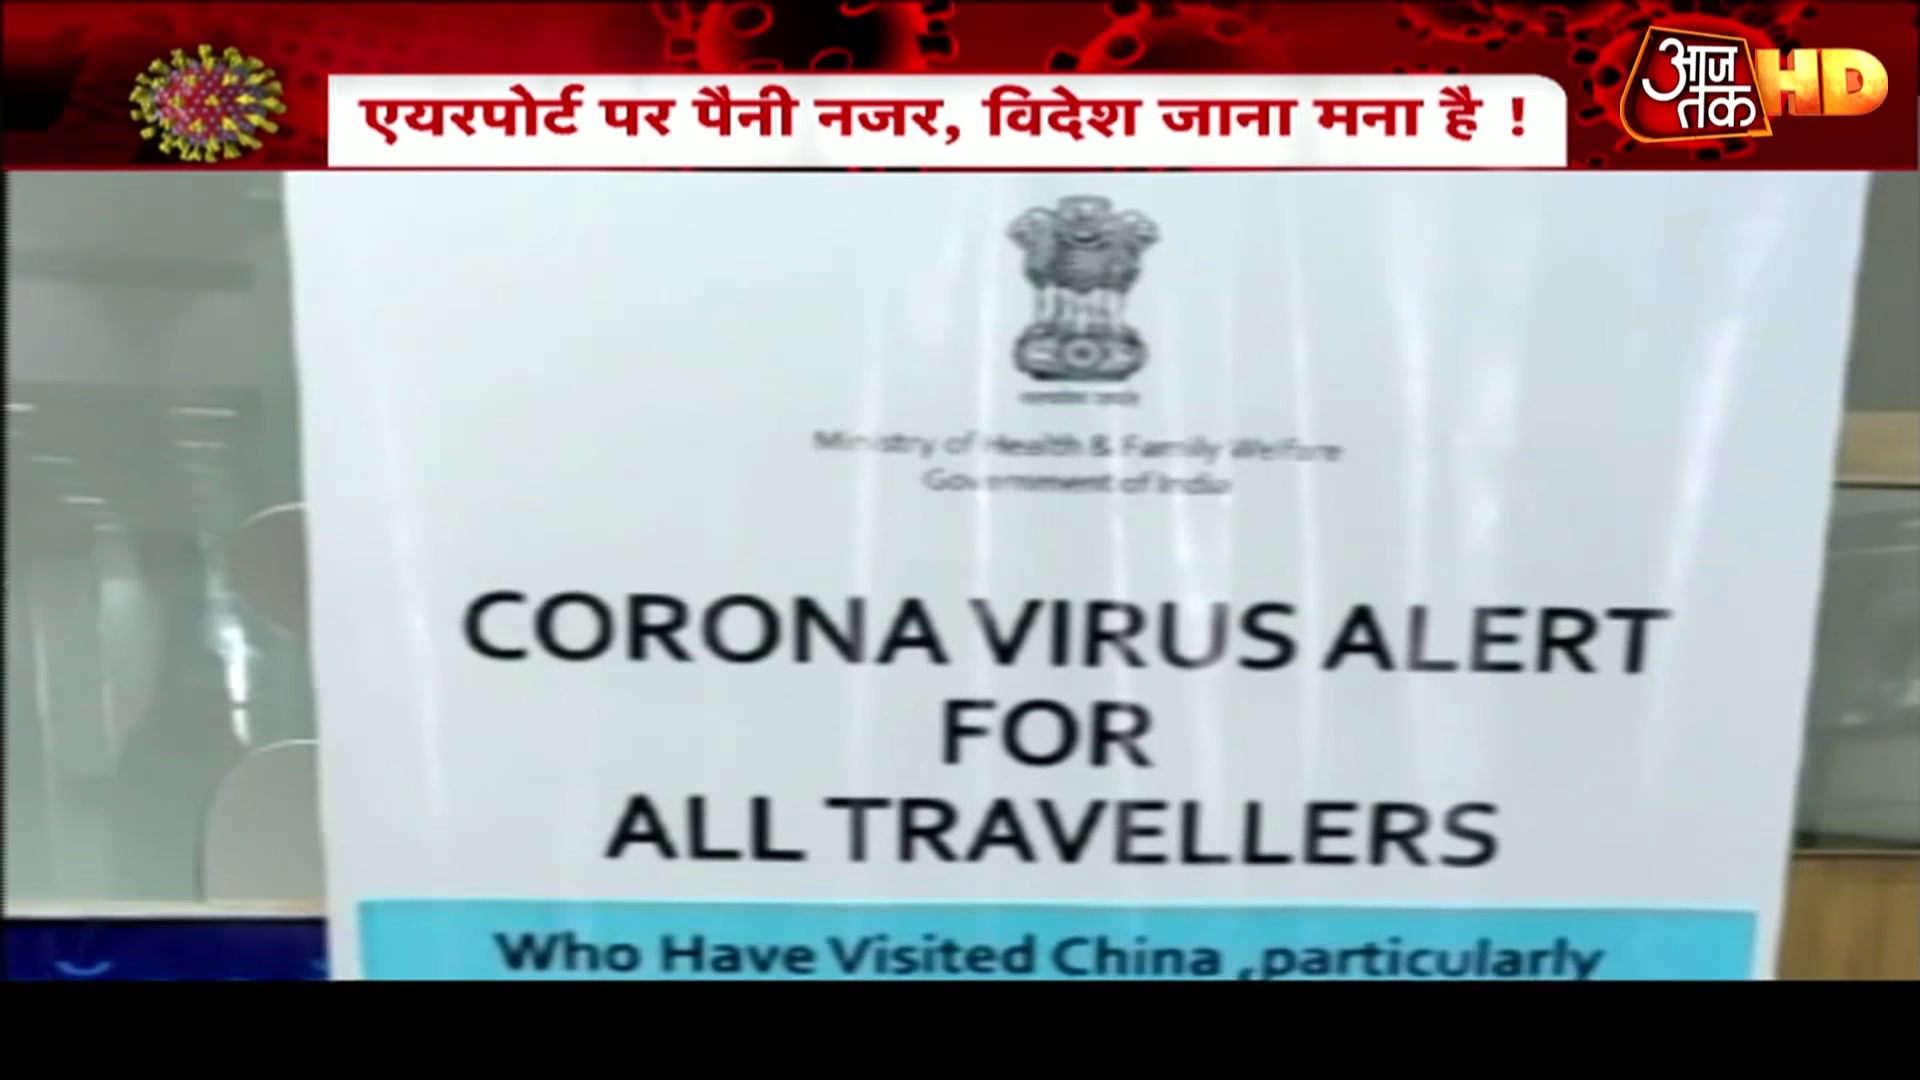 एयरपोर्ट पर पैनी नजर, विदेश जाना मना है !
आज
तक
HD
Ministry of Health & Family Welfare
Government of India
CORONA VIRUS ALERT
FOR
ALL TRAVELLERS
Who Have Visited China ,particularly